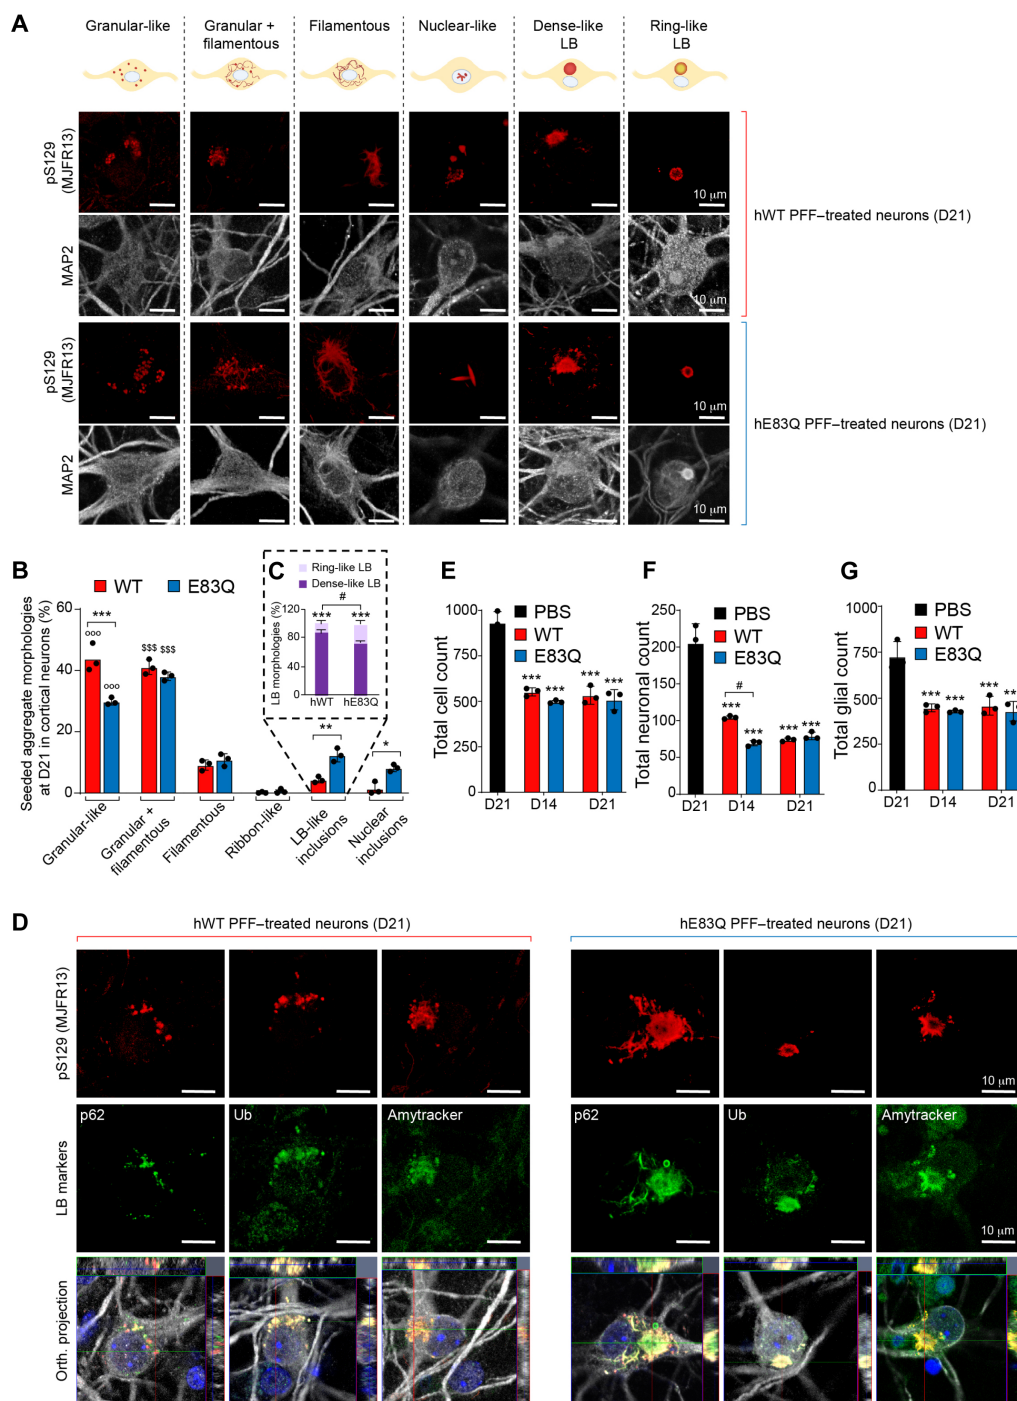 A
Granular-like
Granular +
filamentous
Filamentous
Nuclear-like
Dense-like
LB
Ring-like
LB
pS129
(MJFR13)
10 μm
MAP2
10 μm
hWT PFF–treated neurons (D21)
pS129
(MJFR13)
10 μm
MAP2
10 μm
hE83Q PFF–treated neurons (D21)
B
WT
E83Q
Seeded aggregate morphologies
at D21 in cortical neurons (%)
60
40
20
0
***
ooo
ooo
$$$
$$$
**
*
Granular-like
Granular +
filamentous
Filamentous
Ribbon-like
LB-like
inclusions
Nuclear
inclusions
C
Ring-like LB
Dense-like LB
LB morphologies (%)
120
80
40
0
#
***
***
hWT
hE83Q
E
PBS
WT
E83Q
Total cell count
1000
750
500
250
0
***
***
***
***
D21
D14
D21
F
PBS
WT
E83Q
Total neuronal count
250
200
150
100
50
0
#
***
***
***
***
D21
D14
D21
G
PBS
WT
E83Q
Total glial count
1000
750
500
250
0
***
***
***
***
D21
D14
D21
D
hWT PFF–treated neurons (D21)
hE83Q PFF–treated neurons (D21)
pS129 (MJFR13)
10 μm
LB markers
p62
Ub
Amytracker
p62
Ub
Amytracker
10 μm
Orth. projection